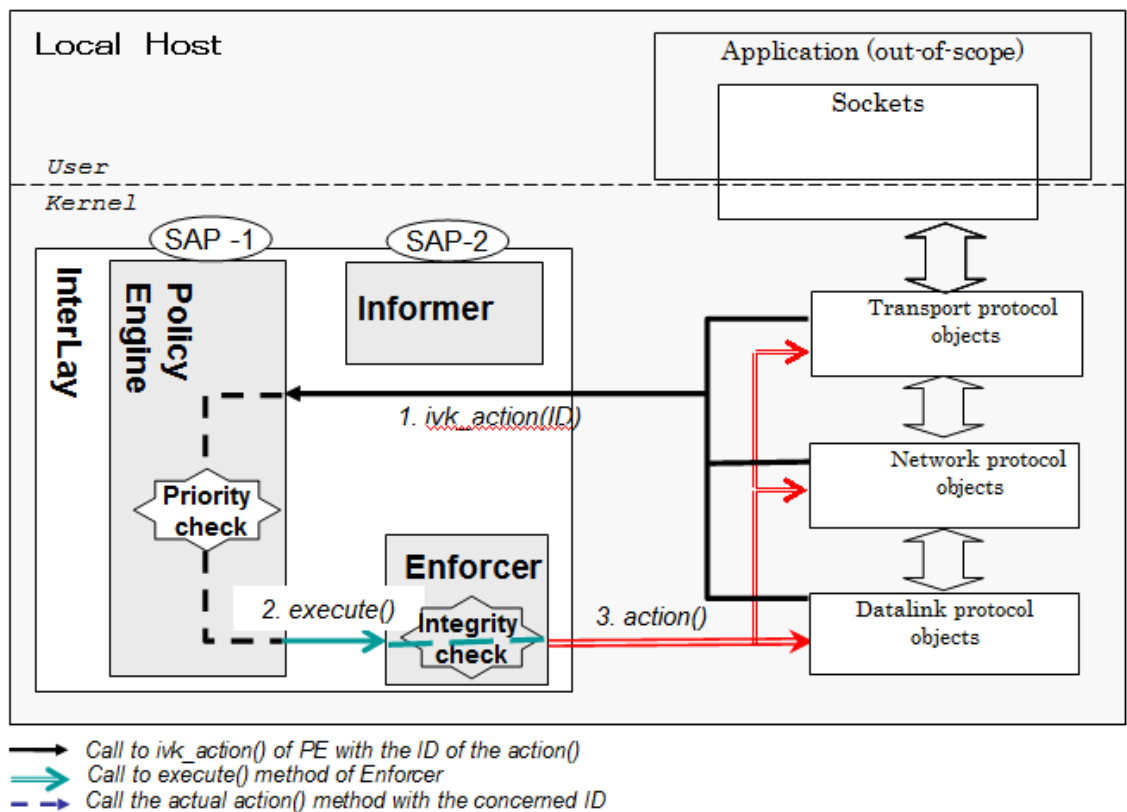 Local Host
Application (out-of-scope)
Sockets
User
Kernel
SAP -1
SAP-2
InterLay
Policy
Engine
Informer
Transport protocol
objects
1. ivk_action(ID)
Network protocol
objects
Priority
check
Enforcer
2. execute()
Integrity
check
3. action()
Datalink protocol
objects
Call to ivk_action() of PE with the ID of the action()
Call to execute() method of Enforcer
Call the actual action() method with the concerned ID